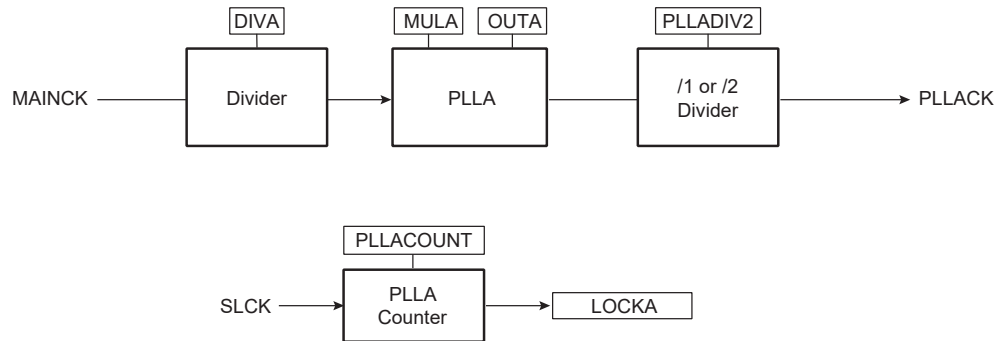 DIVA
MULA
OUTA
PLLADIV2
MAINCK
Divider
PLLA
/1 or /2
Divider
PLLACK
PLLACOUNT
SLCK
PLLA
Counter
LOCKA